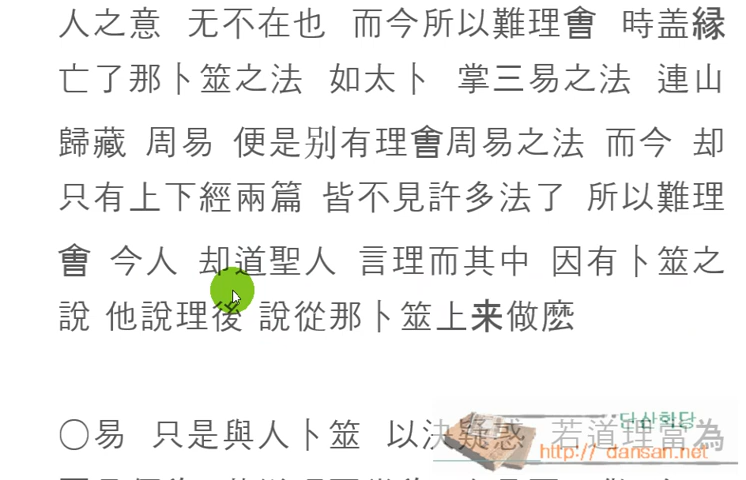 人之意 无不在也 而今所以難理會 時盖縁
亡了那卜筮之法 如太卜 掌三易之法 連山
歸藏 周易 便是别有理會周易之法 而今 却
只有上下經兩篇 皆不見許多法了 所以難理
會 今人 却道聖人 言理而其中 因有卜筮之
說 他說理後 說從那卜筮上来做麽
〇易 只是與人卜筮 以決疑惑 若道理當為
단산학당
http://dansan.net